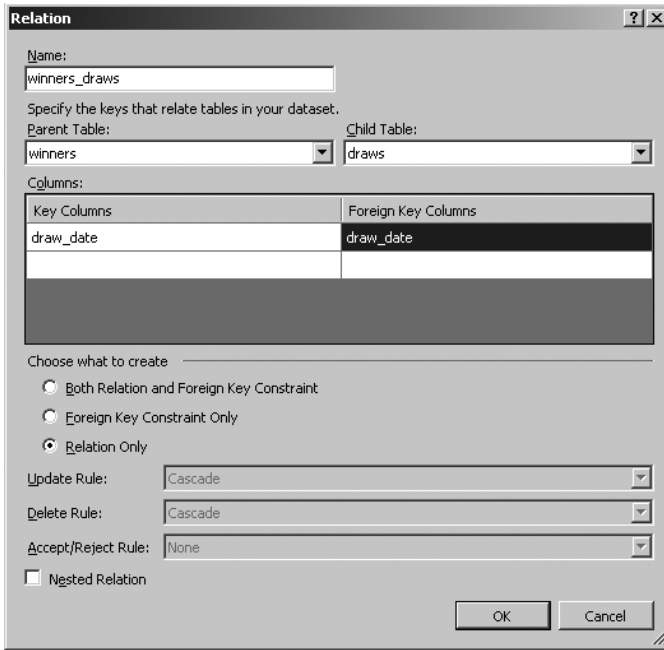 Relation
Name:
winners_draws
Specify the keys that relate tables in your dataset.
Parent Table: Child Table:
winners draws
Columns:
Key Columns Foreign Key Columns
draw_date draw_date
Choose what to create
Both Relation and Foreign Key Constraint
Foreign Key Constraint Only
Relation Only
Update Rule: Cascade
Delete Rule: Cascade
Accept/Reject Rule: None
Nested Relation
OK Cancel